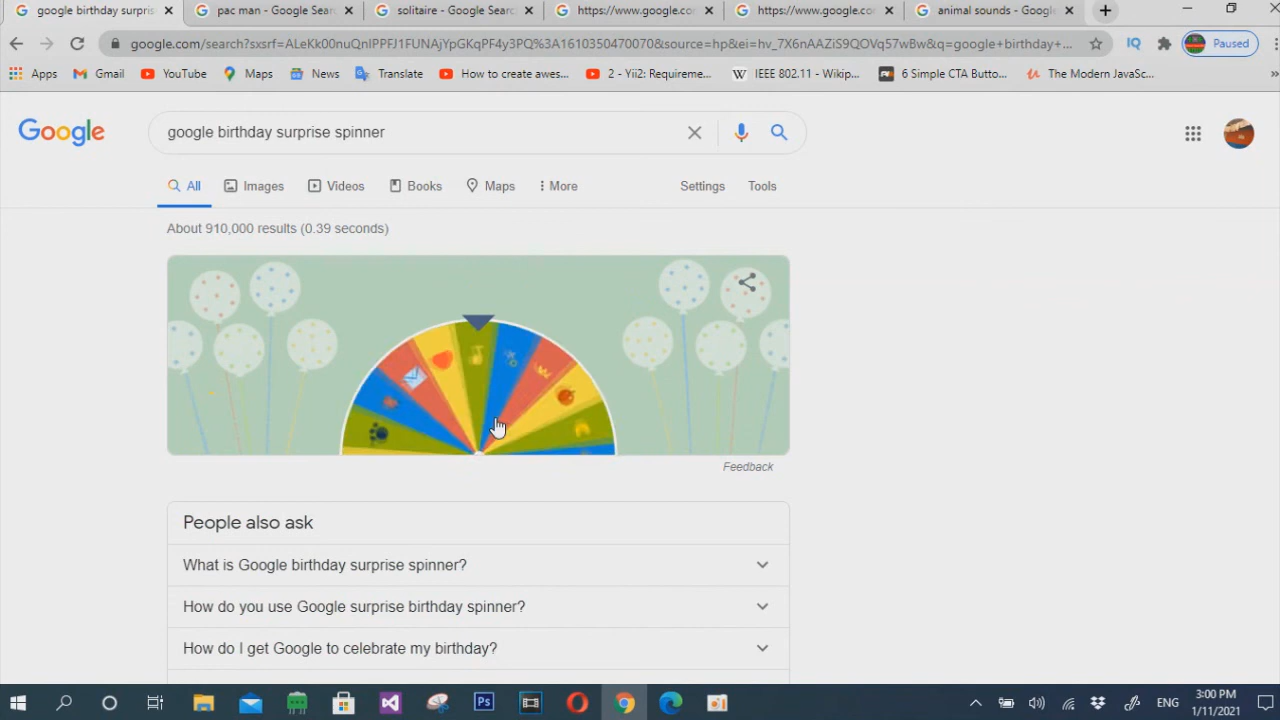 google birthday surpris
pac man - Google Sear
solitaire - Google Searc
https://www.google.co
https://www.google.co
animal sounds - Google
google.com/search?sxsrf=ALeKk00nuQnIPPFJ1FUNAjYpGKqPF4y3PQ%3A1610350470070&source=hp&ei=hv_7X6nAAZiS9QOVq57wBw&q=google+birthday+...
IQ
Paused
Apps
Gmail
YouTube
Maps
News
Translate
How to create awes...
2 - Yii2: Requireme...
IEEE 802.11 - Wikip...
6 Simple CTA Butto...
The Modern JavaSc...
Google
google birthday surprise spinner
All
Images
Videos
Books
Maps
More
Settings
Tools
About 910,000 results (0.39 seconds)
Feedback
People also ask
What is Google birthday surprise spinner?
How do you use Google surprise birthday spinner?
How do I get Google to celebrate my birthday?
Ps
ENG
3:00 PM
1/11/2021